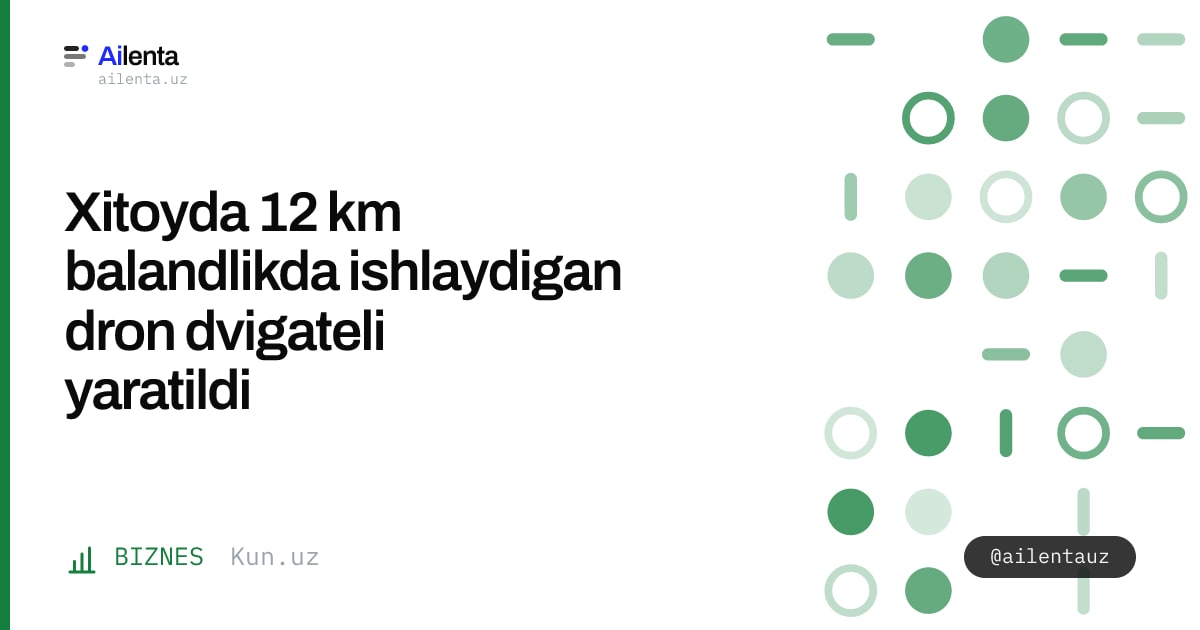 Ailenta
ailenta.uz
Xitoyda 12 km
balandlikda ishlaydigan
dron dvigateli
yaratildi
BIZNES Kun.uz
@ailentauz